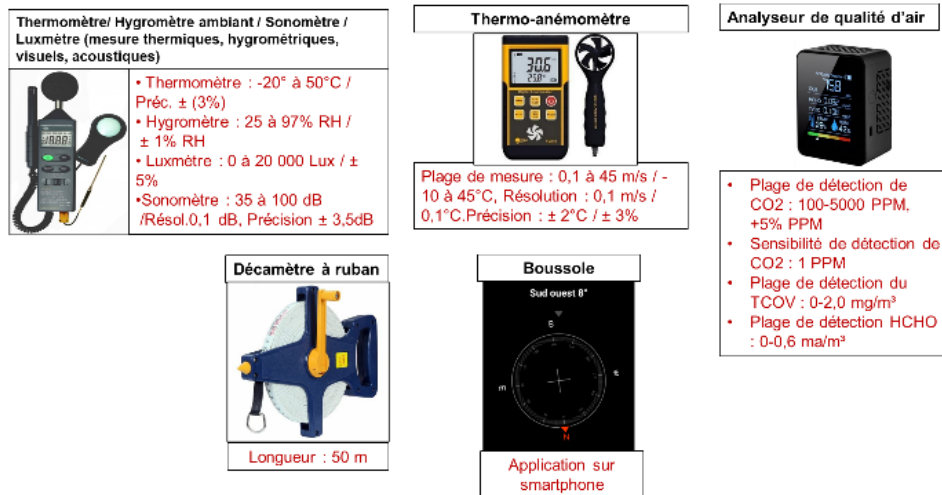 Thermomètre/ Hygromètre ambiant / Sonomètre /
Luxmètre (mesure thermiques, hygrométriques,
visuels, acoustiques)
• Thermomètre : -20° à 50°C /
Préc. ± (3%)
• Hygromètre : 25 à 97% RH /
± 1% RH
• Luxmètre : 0 à 20 000 Lux / ±
5%
•Sonomètre : 35 à 100 dB
/Résol.0,1 dB, Précision ± 3,5dB
Thermo-anémomètre
30.6
25.0
Plage de mesure : 0,1 à 45 m/s / -
10 à 45°C, Résolution : 0,1 m/s /
0,1°C.Précision : ± 2°C / ± 3%
Analyseur de qualité d'air
758
• Plage de détection de
CO2 : 100-5000 PPM,
+5% PPM
• Sensibilité de détection de
CO2 : 1 PPM
• Plage de détection du
TCOV : 0-2,0 mg/m³
• Plage de détection HCHO
: 0-0,6 ma/m³
Décamètre à ruban
Longueur : 50 m
Boussole
Sud ouest 8°
S
N
Application sur
smartphone